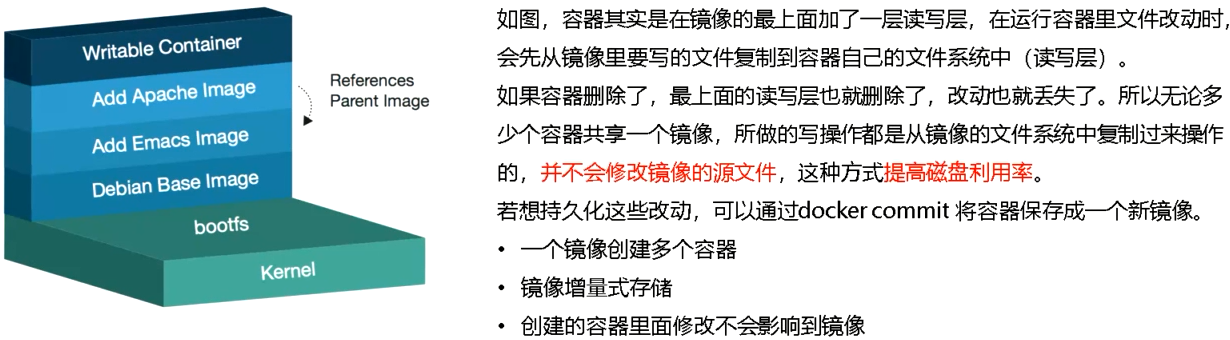 Writable Container
Add Apache Image
References
Parent Image
Add Emacs Image
Debian Base Image
bootfs
Kernel
如图，容器其实是在镜像的最上面加了一层读写层，在运行容器里文件改动时，
会先从镜像里要写的文件复制到容器自己的文件系统中（读写层）。
如果容器删除了，最上面的读写层也就删除了，改动也就丢失了。所以无论多
少个容器共享一个镜像，所做的写操作都是从镜像的文件系统中复制过来操作
的，并不会修改镜像的源文件，这种方式提高磁盘利用率。
若想持久化这些改动，可以通过docker commit 将容器保存成一个新镜像。
• 一个镜像创建多个容器
• 镜像增量式存储
• 创建的容器里面修改不会影响到镜像